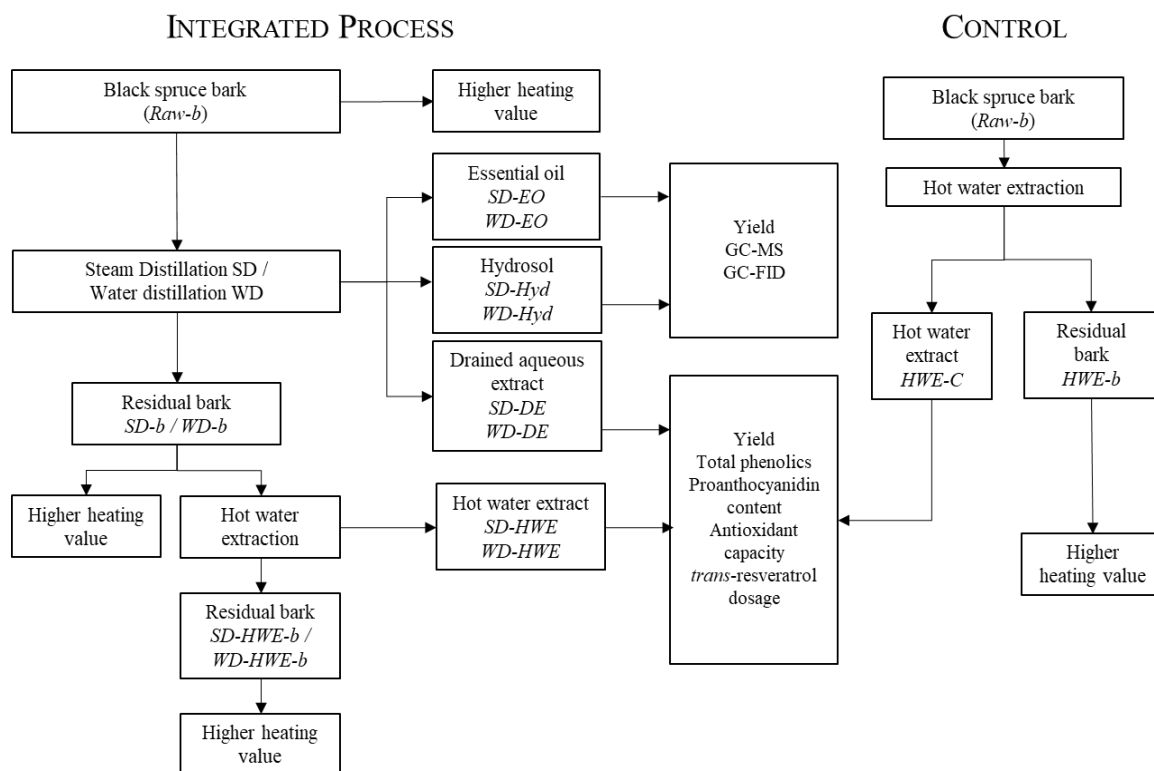 INTEGRATED PROCESS
CONTROL
Black spruce bark
(Raw-b)
Higher heating
value
Black spruce bark
(Raw-b)
Hot water extraction
Essential oil
SD-EO
WD-EO
Yield
GC-MS
GC-FID
Steam Distillation SD /
Water distillation WD
Hydrosol
SD-Hyd
WD-Hyd
Drained aqueous
extract
SD-DE
WD-DE
Hot water
extract
HWE-C
Residual
bark
HWE-b
Residual bark
SD-b / WD-b
Yield
Total phenolics
Proanthocyanidin
content
Antioxidant
capacity
trans-resveratrol
dosage
Higher heating
value
Hot water
extraction
Hot water extract
SD-HWE
WD-HWE
Higher
heating value
Residual bark
SD-HWE-b /
WD-HWE-b
Higher heating
value